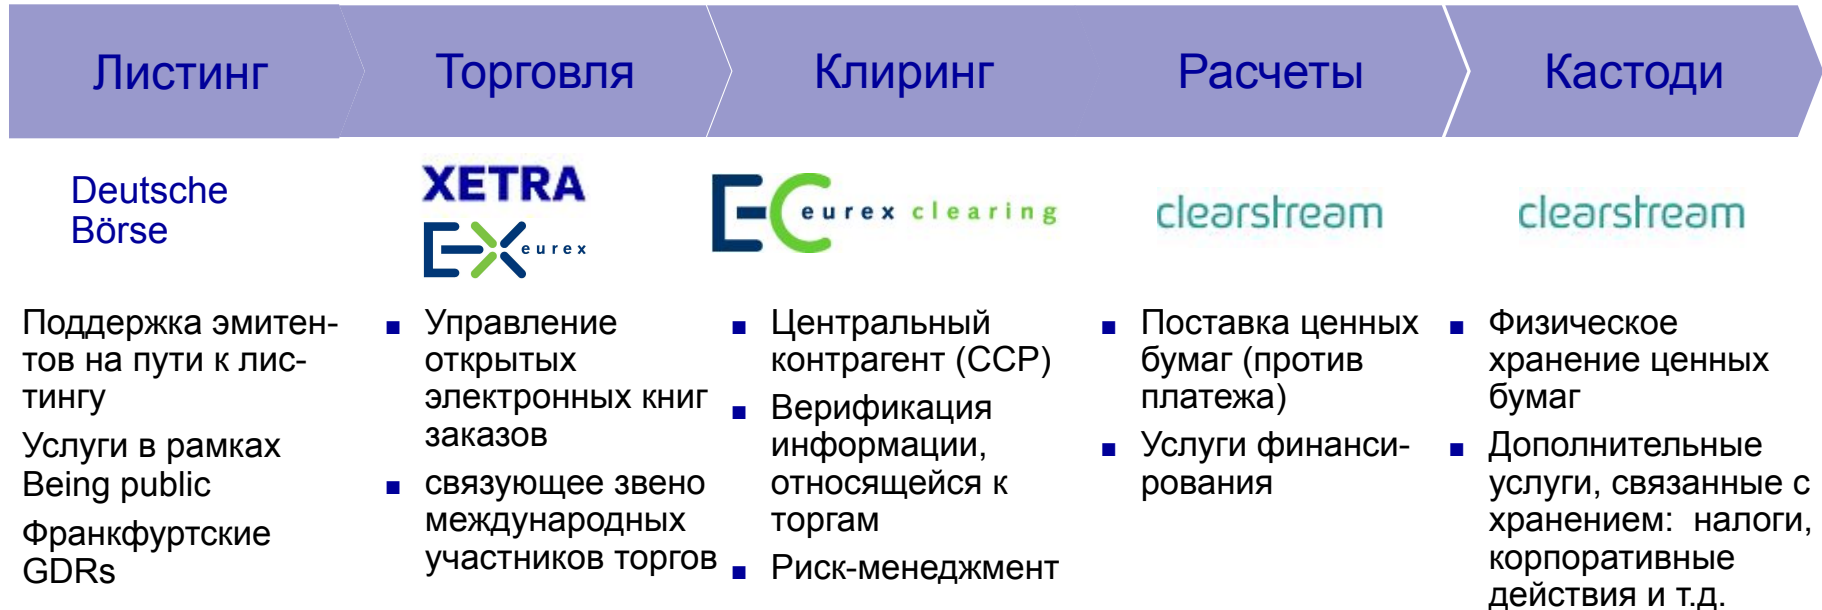 Листинг
Торговля
Клиринг
Расчеты
Кастоди
Deutsche
Börse
XETRA
EX eurex
EC eurex clearing
clearstream
clearstream
Поддержка эмитен-
тов на пути к лис-
тингу
Услуги в рамках
Being public
Франкфуртские
GDRs
■ Управление
открытых
электронных книг
заказов
■ связующее звено
международных
участников торгов
■ Центральный
контрагент (ССР)
■ Верификация
информации,
относящейся к
торгам
■ Риск-менеджмент
■ Поставка ценных
бумаг (против
платежа)
■ Услуги финанси-
рования
■ Физическое
хранение ценных
бумаг
■ Дополнительные
услуги, связанные с
хранением: налоги,
корпоративные
действия и т.д.